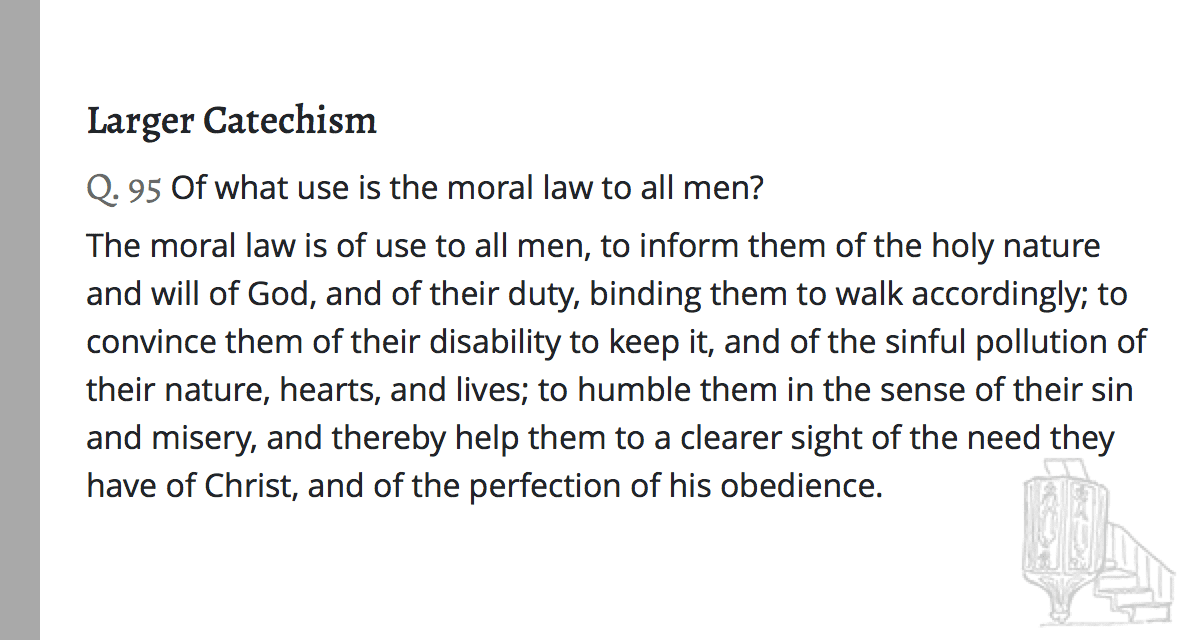 Larger Catechism
Q. 95 Of what use is the moral law to all men?
The moral law is of use to all men, to inform them of the holy nature
and will of God, and of their duty, binding them to walk accordingly; to
convince them of their disability to keep it, and of the sinful pollution of
their nature, hearts, and lives; to humble them in the sense of their sin
and misery, and thereby help them to a clearer sight of the need they
have of Christ, and of the perfection of his obedience.